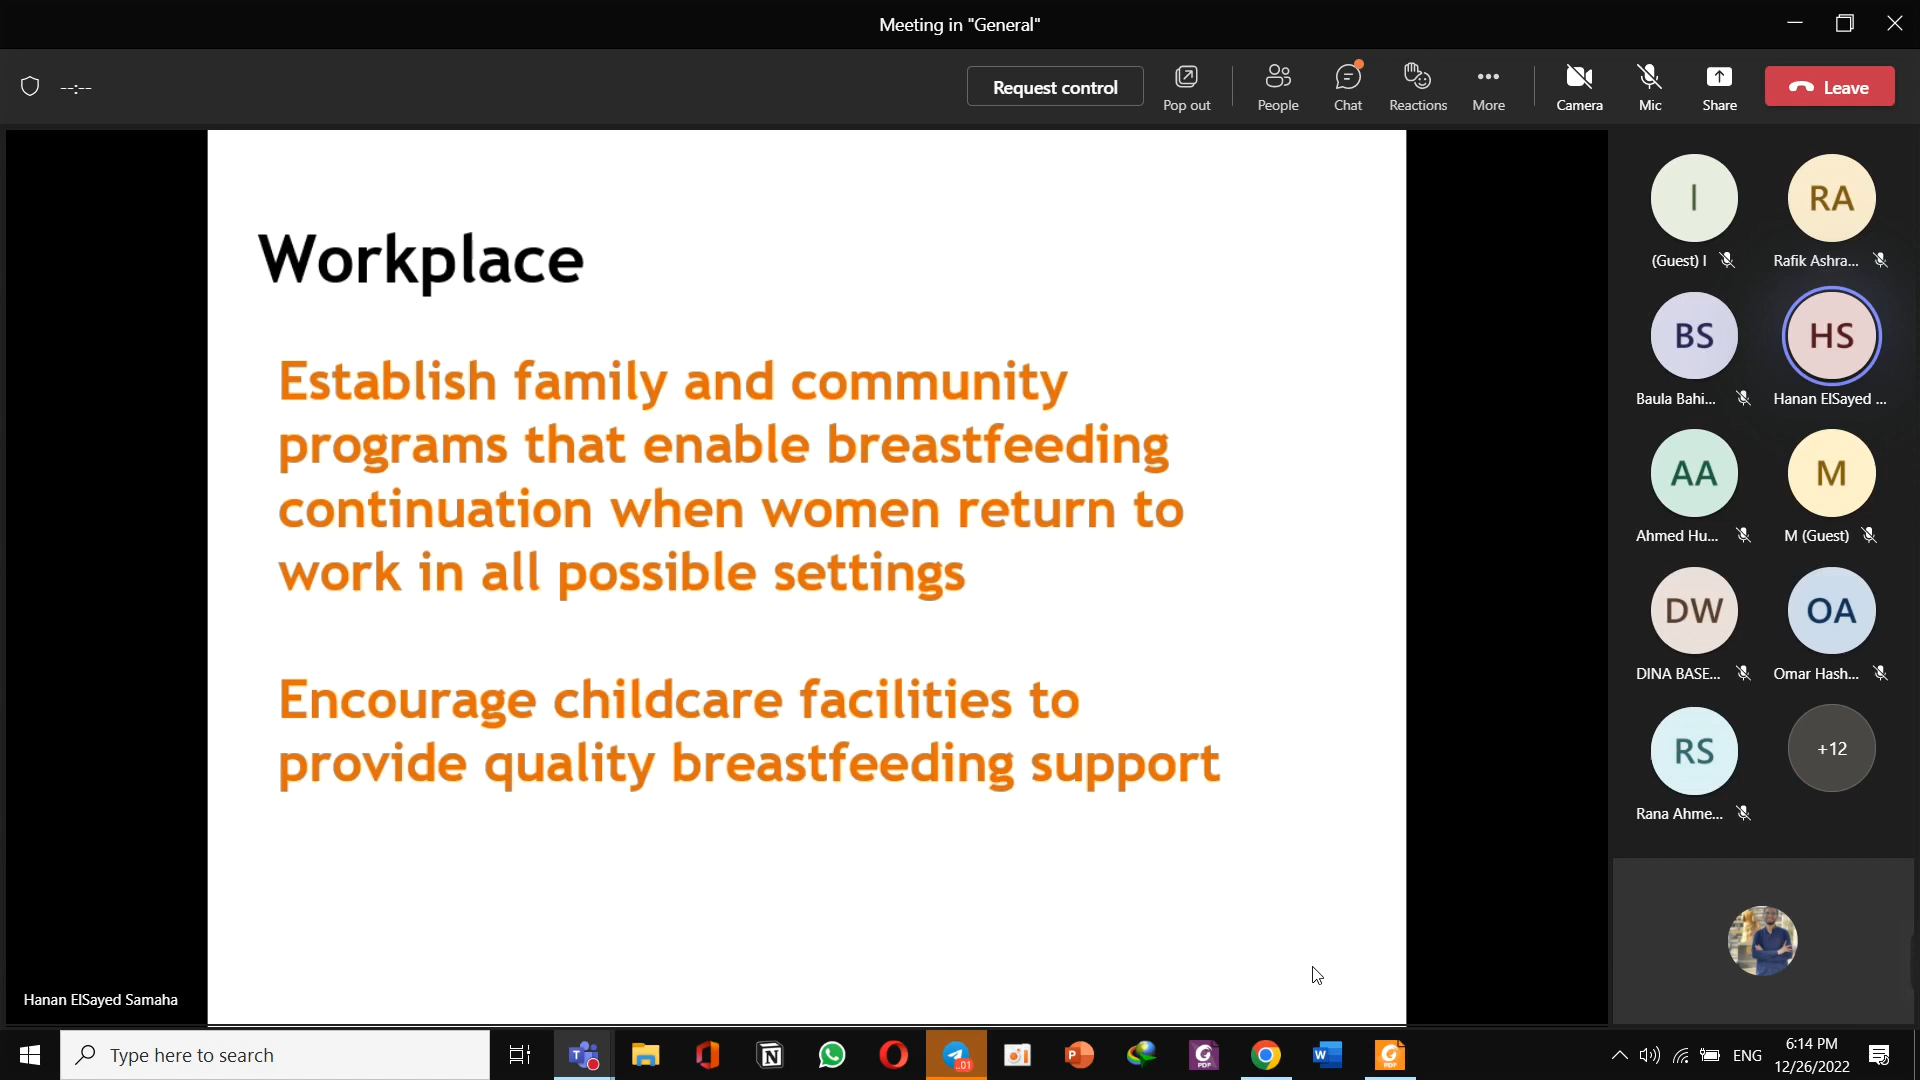 Meeting in "General"
--:--
Request control
Pop out
People
Chat
Reactions
More
Camera
Mic
Share
Leave
Workplace
Establish family and community
programs that enable breastfeeding
continuation when women return to
work in all possible settings
Encourage childcare facilities to
provide quality breastfeeding support
Hanan ElSayed Samaha
I
RA
(Guest) I
Rafik Ashra...
BS
HS
Baula Bahi...
Hanan ElSayed ...
AA
M
Ahmed Hu...
M (Guest)
DW
OA
DINA BASE...
Omar Hash...
RS
+12
Rana Ahme...
Type here to search
ENG
6:14 PM
12/26/2022